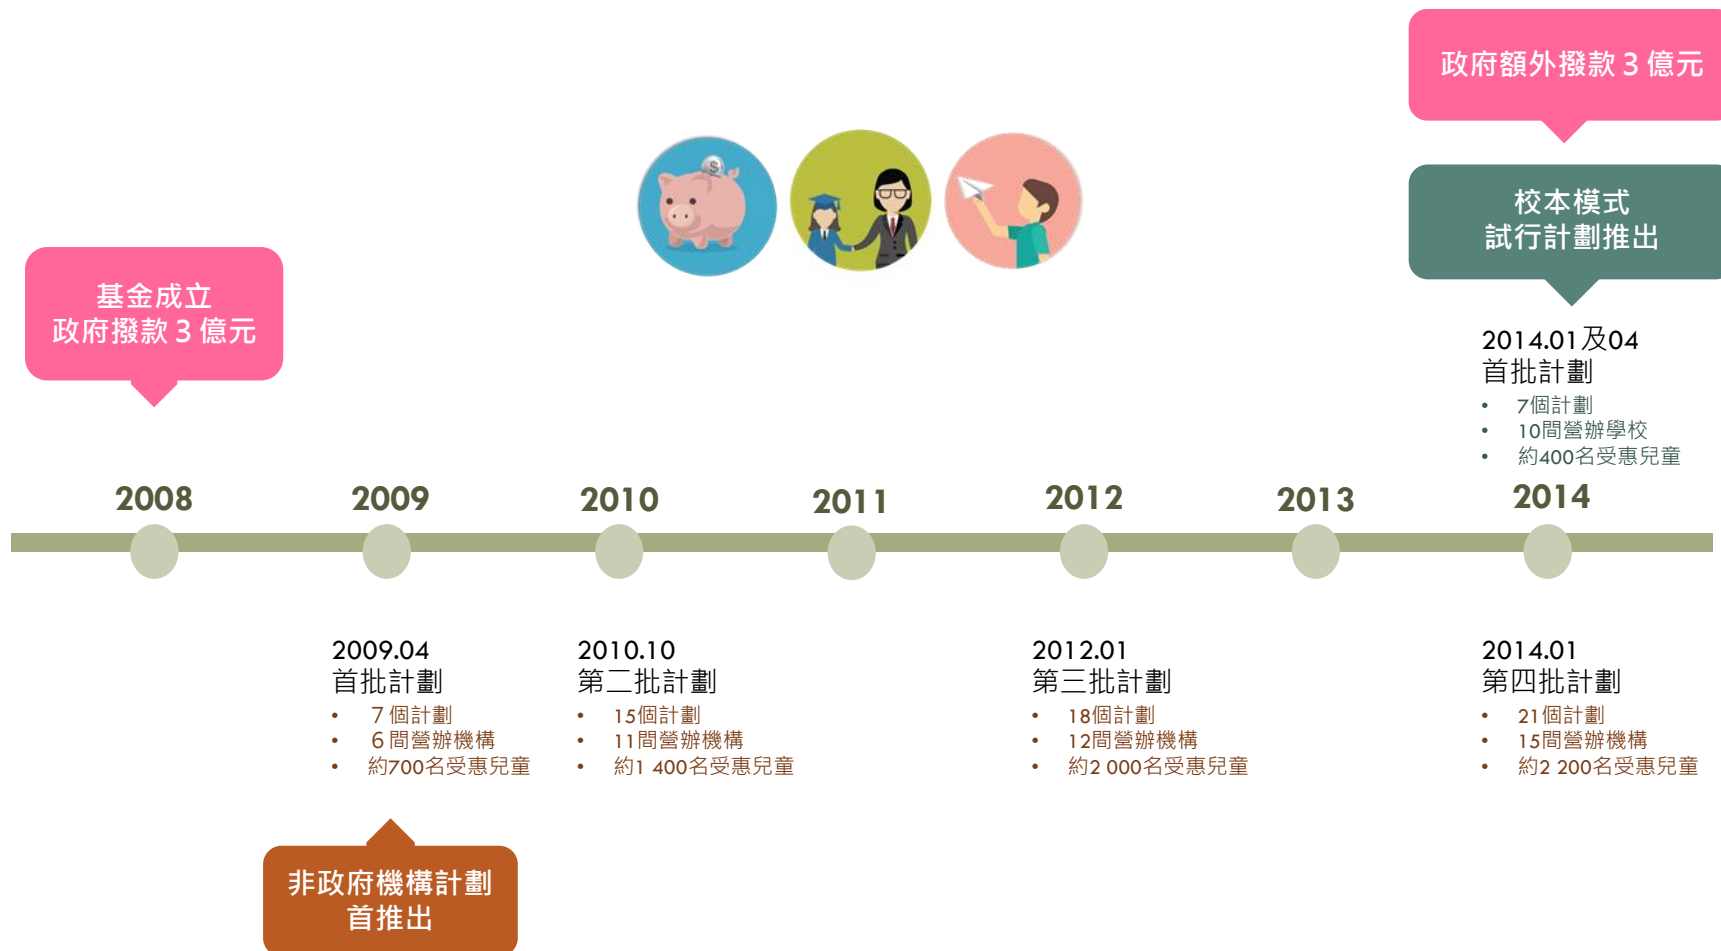 政府額外撥款 3 億元
校本模式
試行計劃推出
基金成立
政府撥款 3 億元
2014.01及04
首批計劃
• 7個計劃
• 10間營辦學校
• 約400名受惠兒童
2008
2009
2010
2011
2012
2013
2014
2009.04
首批計劃
• 7 個計劃
• 6 間營辦機構
• 約700名受惠兒童
2010.10
第二批計劃
• 15個計劃
• 11間營辦機構
• 約1 400名受惠兒童
2012.01
第三批計劃
• 18個計劃
• 12間營辦機構
• 約2 000名受惠兒童
2014.01
第四批計劃
• 21個計劃
• 15間營辦機構
• 約2 200名受惠兒童
非政府機構計劃
首推出
$